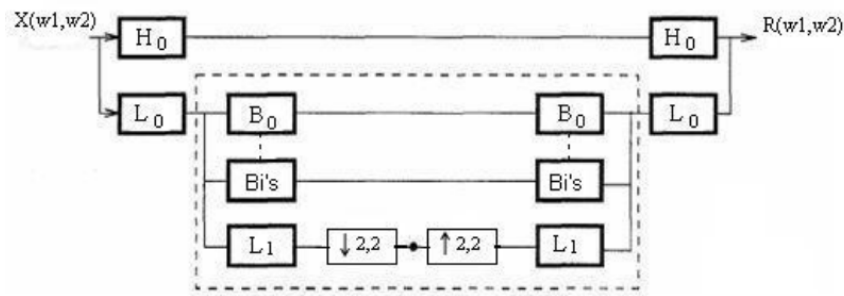 X(w1,w2)
H0
H0
R(w1,w2)
L0
B0
B0
L0
Bi's
Bi's
L1
↓ 2,2
↑ 2,2
L1